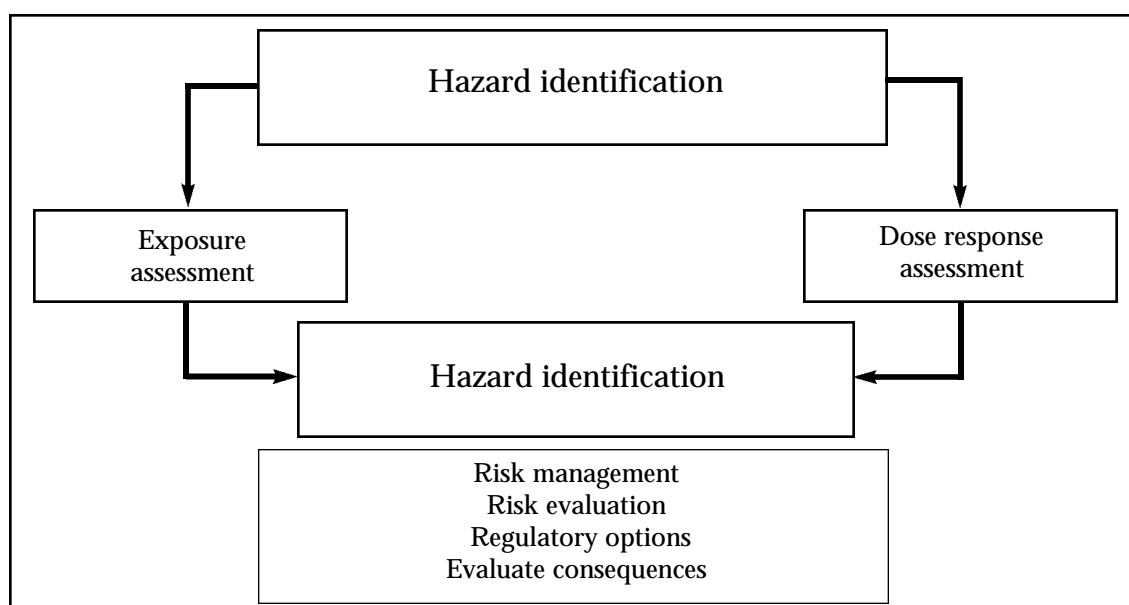 Hazard identification
Exposure
assessment
Dose response
assessment
Hazard identification
Risk management
Risk evaluation
Regulatory options
Evaluate consequences